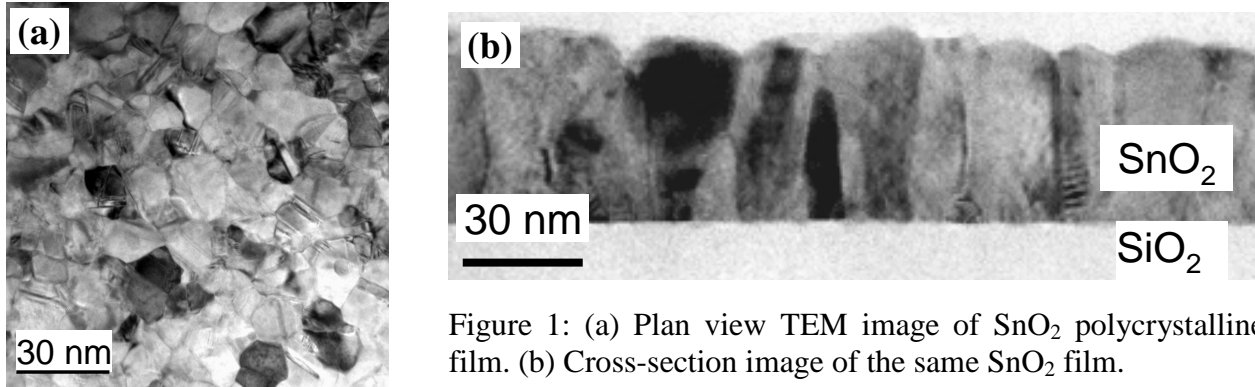 (a)
30 nm
(b)
30 nm
SnO₂
SiO₂
Figure 1: (a) Plan view TEM image of SnO₂ polycrystalline
film. (b) Cross-section image of the same SnO₂ film.